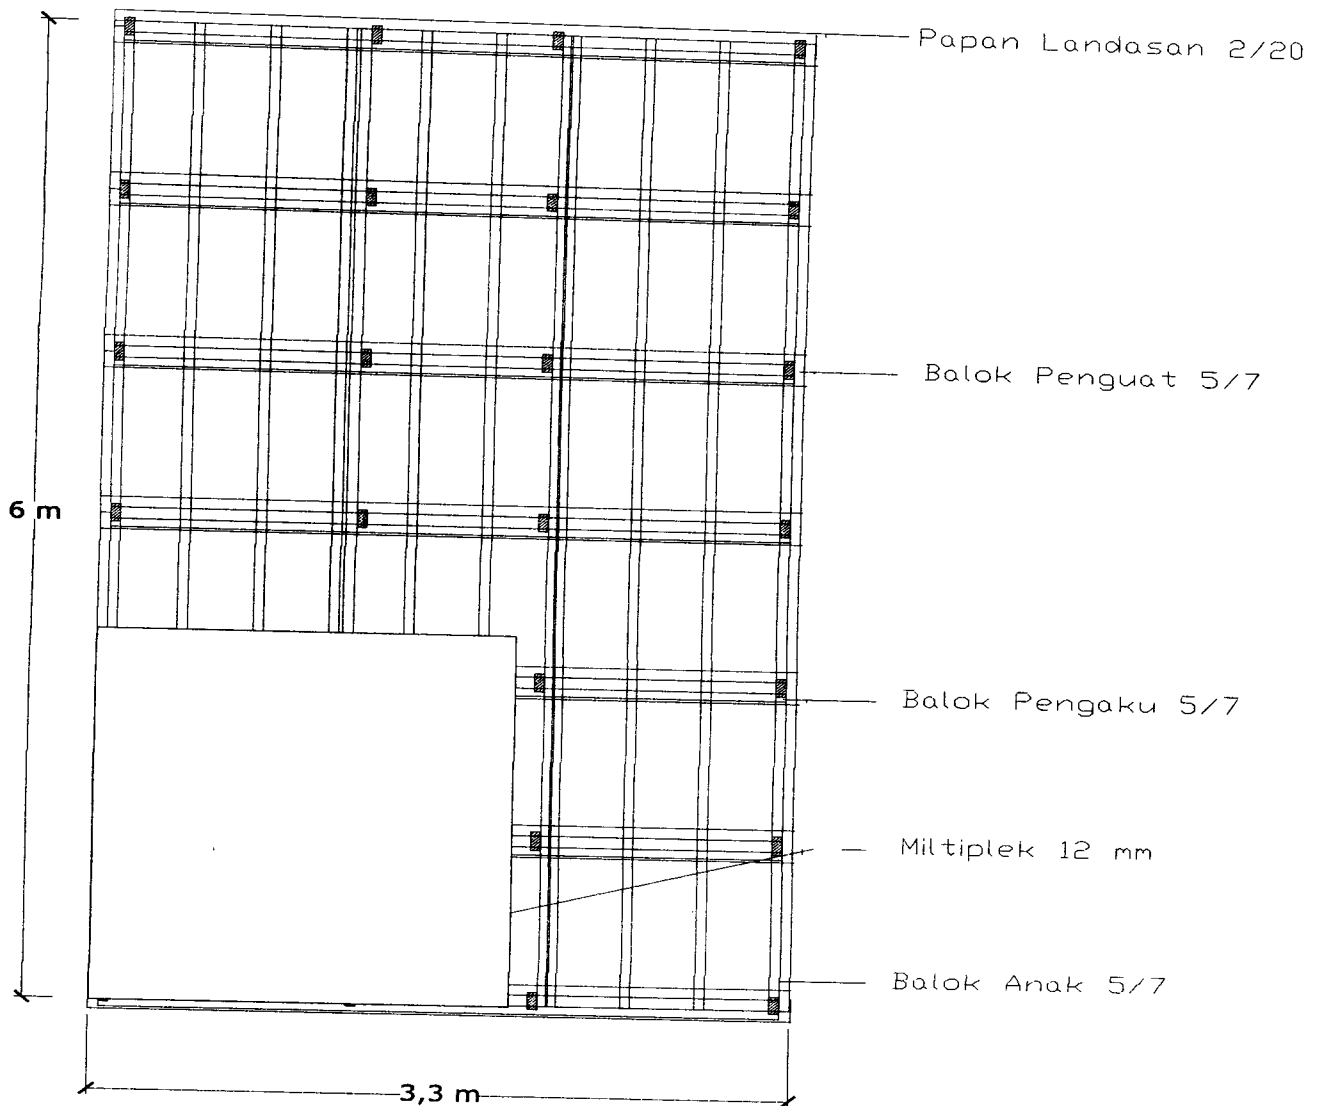 Papan Landasan 2/20
Balok Penguat 5/7
6 m
Balok Pengaku 5/7
Miltiplek 12 mm
Balok Anak 5/7
3,3 m